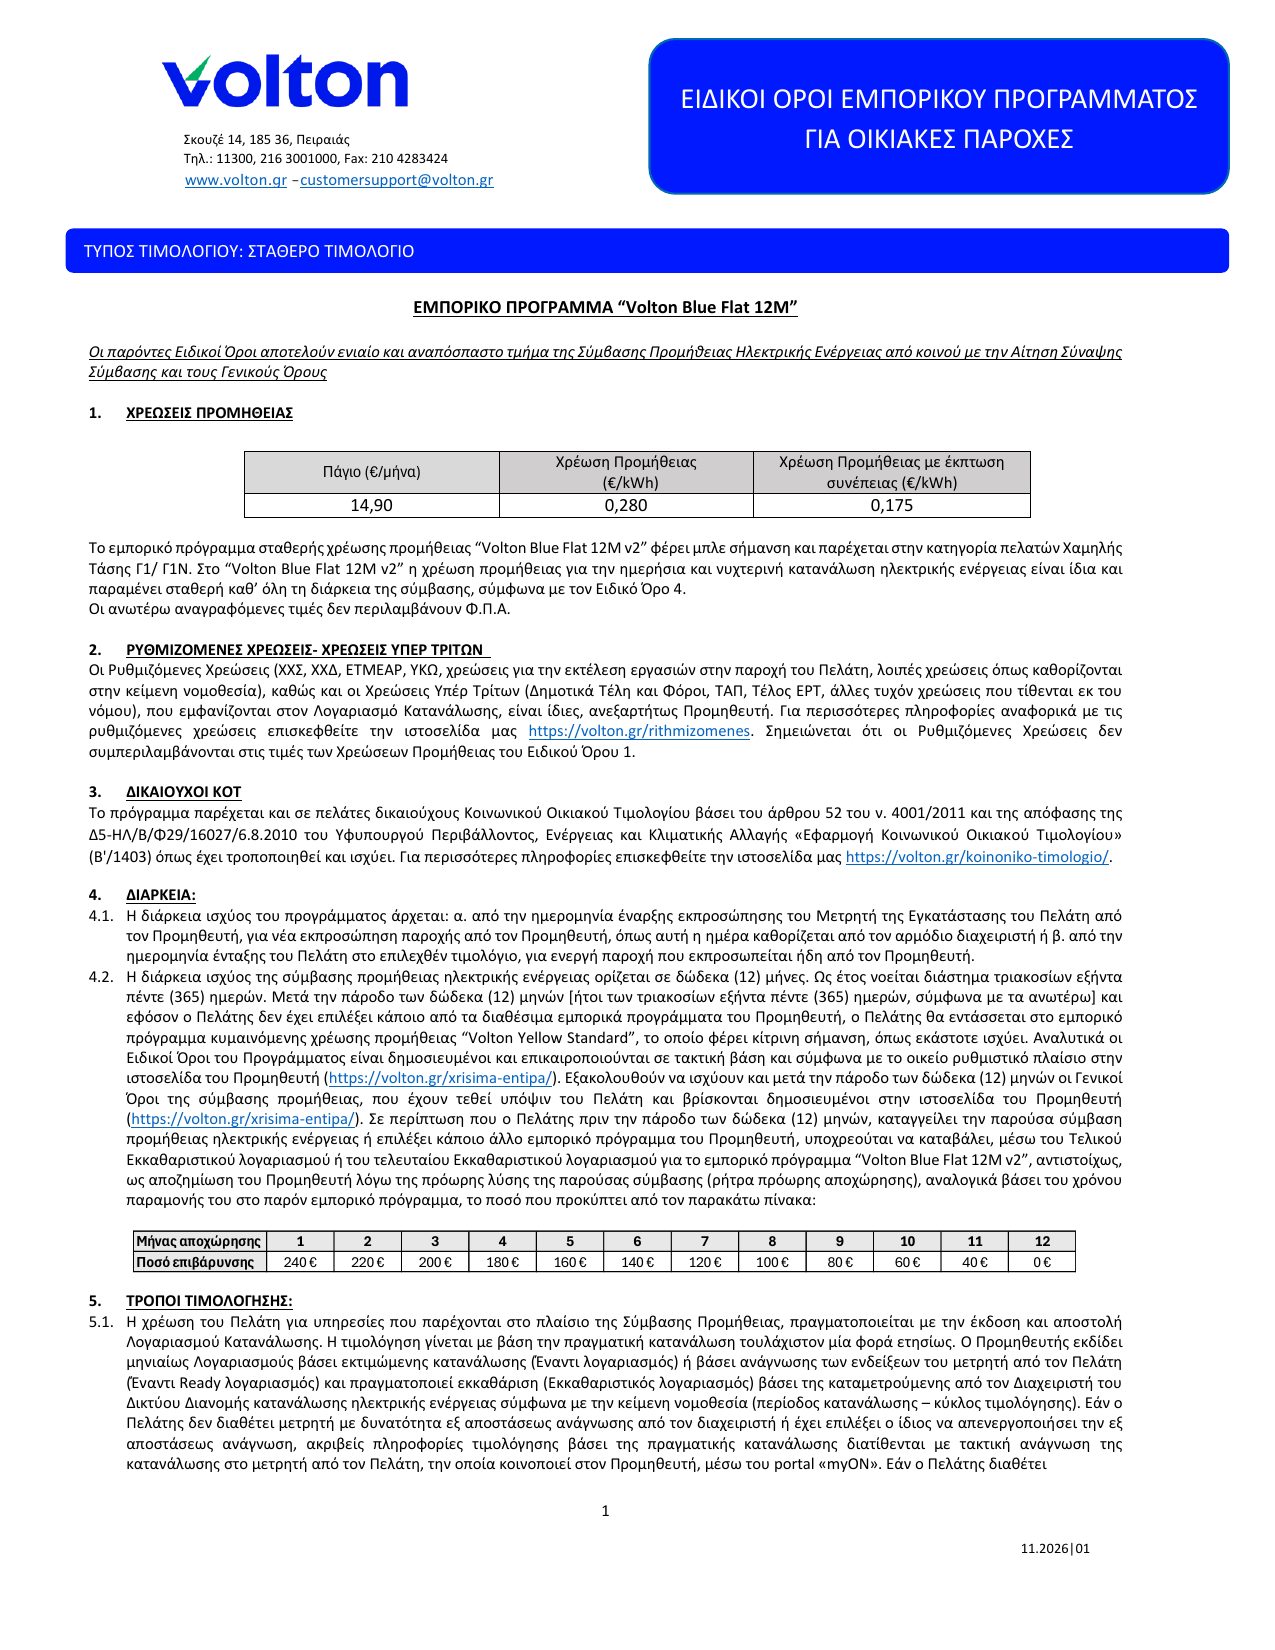 volton
ΕΙΔΙΚΟΙ ΟΡΟΙ ΕΜΠΟΡΙΚΟΥ ΠΡΟΓΡΑΜΜΑΤΟΣ
ΓΙΑ ΟΙΚΙΑΚΕΣ ΠΑΡΟΧΕΣ
Σκουζέ 14, 185 36, Πειραιάς
Τηλ.: 11300, 216 3001000, Fax: 210 4283424
www.volton.gr –customersupport@volton.gr
ΤΥΠΟΣ ΤΙΜΟΛΟΓΙΟΥ: ΣΤΑΘΕΡΟ ΤΙΜΟΛΟΓΙΟ
ΕΜΠΟΡΙΚΟ ΠΡΟΓΡΑΜΜΑ “Volton Blue Flat 12M”
Οι παρόντες Ειδικοί Όροι αποτελούν ενιαίο και αναπόσπαστο τμήμα της Σύμβασης Προμήθειας Ηλεκτρικής Ενέργειας από κοινού με την Αίτηση Σύναψης
Σύμβασης και τους Γενικούς Όρους
1. ΧΡΕΩΣΕΙΣ ΠΡΟΜΗΘΕΙΑΣ
Πάγιο (€/μήνα) Χρέωση Προμήθειας (€/kWh) Χρέωση Προμήθειας με έκπτωση συνέπειας (€/kWh)
14,90 0,280 0,175
Το εμπορικό πρόγραμμα σταθερής χρέωσης προμήθειας “Volton Blue Flat 12M v2” φέρει μπλε σήμανση και παρέχεται στην κατηγορία πελατών Χαμηλής
Τάσης Γ1/ Γ1Ν. Στο “Volton Blue Flat 12M v2” η χρέωση προμήθειας για την ημερήσια και νυχτερινή κατανάλωση ηλεκτρικής ενέργειας είναι ίδια και
παραμένει σταθερή καθ’ όλη τη διάρκεια της σύμβασης, σύμφωνα με τον Ειδικό Όρο 4.
Οι ανωτέρω αναγραφόμενες τιμές δεν περιλαμβάνουν Φ.Π.Α.
2. ΡΥΘΜΙΖΟΜΕΝΕΣ ΧΡΕΩΣΕΙΣ- ΧΡΕΩΣΕΙΣ ΥΠΕΡ ΤΡΙΤΩΝ
Οι Ρυθμιζόμενες Χρεώσεις (ΧΧΣ, ΧΧΔ, ΕΤΜΕΑΡ, ΥΚΩ, χρεώσεις για την εκτέλεση εργασιών στην παροχή του Πελάτη, λοιπές χρεώσεις όπως καθορίζονται
στην κείμενη νομοθεσία), καθώς και οι Χρεώσεις Υπέρ Τρίτων (Δημοτικά Τέλη και Φόροι, ΤΑΠ, Τέλος ΕΡΤ, άλλες τυχόν χρεώσεις που τίθενται εκ του
νόμου), που εμφανίζονται στον Λογαριασμό Κατανάλωσης, είναι ίδιες, ανεξαρτήτως Προμηθευτή. Για περισσότερες πληροφορίες αναφορικά με τις
ρυθμιζόμενες χρεώσεις επισκεφθείτε την ιστοσελίδα μας https://volton.gr/rithmizomenes. Σημειώνεται ότι οι Ρυθμιζόμενες Χρεώσεις δεν
συμπεριλαμβάνονται στις τιμές των Χρεώσεων Προμήθειας του Ειδικού Όρου 1.
3. ΔΙΚΑΙΟΥΧΟΙ ΚΟΤ
Το πρόγραμμα παρέχεται και σε πελάτες δικαιούχους Κοινωνικού Οικιακού Τιμολογίου βάσει του άρθρου 52 του ν. 4001/2011 και της απόφασης της
Δ5-ΗΛ/Β/Φ29/16027/6.8.2010 του Υφυπουργού Περιβάλλοντος, Ενέργειας και Κλιματικής Αλλαγής «Εφαρμογή Κοινωνικού Οικιακού Τιμολογίου»
(Β'/1403) όπως έχει τροποποιηθεί και ισχύει. Για περισσότερες πληροφορίες επισκεφθείτε την ιστοσελίδα μας https://volton.gr/koinoniko-timologio/.
4. ΔΙΑΡΚΕΙΑ:
4.1. Η διάρκεια ισχύος του προγράμματος άρχεται: α. από την ημερομηνία έναρξης εκπροσώπησης του Μετρητή της Εγκατάστασης του Πελάτη από
τον Προμηθευτή, για νέα εκπροσώπηση παροχής από τον Προμηθευτή, όπως αυτή η ημέρα καθορίζεται από τον αρμόδιο διαχειριστή ή β. από την
ημερομηνία ένταξης του Πελάτη στο επιλεχθέν τιμολόγιο, για ενεργή παροχή που εκπροσωπείται ήδη από τον Προμηθευτή.
4.2. Η διάρκεια ισχύος της σύμβασης προμήθειας ηλεκτρικής ενέργειας ορίζεται σε δώδεκα (12) μήνες. Ως έτος νοείται διάστημα τριακοσίων εξήντα
πέντε (365) ημερών. Μετά την πάροδο των δώδεκα (12) μηνών [ήτοι των τριακοσίων εξήντα πέντε (365) ημερών, σύμφωνα με τα ανωτέρω] και
εφόσον ο Πελάτης δεν έχει επιλέξει κάποιο από τα διαθέσιμα εμπορικά προγράμματα του Προμηθευτή, ο Πελάτης θα εντάσσεται στο εμπορικό
πρόγραμμα κυμαινόμενης χρέωσης προμήθειας “Volton Yellow Standard”, το οποίο φέρει κίτρινη σήμανση, όπως εκάστοτε ισχύει. Αναλυτικά οι
Ειδικοί Όροι του Προγράμματος είναι δημοσιευμένοι και επικαιροποιούνται σε τακτική βάση και σύμφωνα με το οικείο ρυθμιστικό πλαίσιο στην
ιστοσελίδα του Προμηθευτή (https://volton.gr/xrisima-entipa/). Εξακολουθούν να ισχύουν και μετά την πάροδο των δώδεκα (12) μηνών οι Γενικοί
Όροι της σύμβασης προμήθειας, που έχουν τεθεί υπόψιν του Πελάτη και βρίσκονται δημοσιευμένοι στην ιστοσελίδα του Προμηθευτή
(https://volton.gr/xrisima-entipa/). Σε περίπτωση που ο Πελάτης πριν την πάροδο των δώδεκα (12) μηνών, καταγγείλει την παρούσα σύμβαση
προμήθειας ηλεκτρικής ενέργειας ή επιλέξει κάποιο άλλο εμπορικό πρόγραμμα του Προμηθευτή, υποχρεούται να καταβάλει, μέσω του Τελικού
Εκκαθαριστικού λογαριασμού ή του τελευταίου Εκκαθαριστικού λογαριασμού για το εμπορικό πρόγραμμα “Volton Blue Flat 12M v2”, αντιστοίχως,
ως αποζημίωση του Προμηθευτή λόγω της πρόωρης λύσης της παρούσας σύμβασης (ρήτρα πρόωρης αποχώρησης), αναλογικά βάσει του χρόνου
παραμονής του στο παρόν εμπορικό πρόγραμμα, το ποσό που προκύπτει από τον παρακάτω πίνακα:
Μήνας αποχώρησης 1 2 3 4 5 6 7 8 9 10 11 12
Ποσό επιβάρυνσης 240 € 220 € 200 € 180 € 160 € 140 € 120 € 100 € 80 € 60 € 40 € 0 €
5. ΤΡΟΠΟΙ ΤΙΜΟΛΟΓΗΣΗΣ:
5.1. Η χρέωση του Πελάτη για υπηρεσίες που παρέχονται στο πλαίσιο της Σύμβασης Προμήθειας, πραγματοποιείται με την έκδοση και αποστολή
Λογαριασμού Κατανάλωσης. Η τιμολόγηση γίνεται με βάση την πραγματική κατανάλωση τουλάχιστον μία φορά ετησίως. Ο Προμηθευτής εκδίδει
μηνιαίως Λογαριασμούς βάσει εκτιμώμενης κατανάλωσης (Έναντι λογαριασμός) ή βάσει ανάγνωσης των ενδείξεων του μετρητή από τον Πελάτη
(Έναντι Ready λογαριασμός) και πραγματοποιεί εκκαθάριση (Εκκαθαριστικός λογαριασμός) βάσει της καταμετρούμενης από τον Διαχειριστή του
Δικτύου Διανομής κατανάλωσης ηλεκτρικής ενέργειας σύμφωνα με την κείμενη νομοθεσία (περίοδος κατανάλωσης – κύκλος τιμολόγησης). Εάν ο
Πελάτης δεν διαθέτει μετρητή με δυνατότητα εξ αποστάσεως ανάγνωσης από τον διαχειριστή ή έχει επιλέξει ο ίδιος να απενεργοποιήσει την εξ
αποστάσεως ανάγνωση, ακριβείς πληροφορίες τιμολόγησης βάσει της πραγματικής κατανάλωσης διατίθενται με τακτική ανάγνωση της
κατανάλωσης στο μετρητή από τον Πελάτη, την οποία κοινοποιεί στον Προμηθευτή, μέσω του portal «myON». Εάν ο Πελάτης διαθέτει
1
11.2026|01